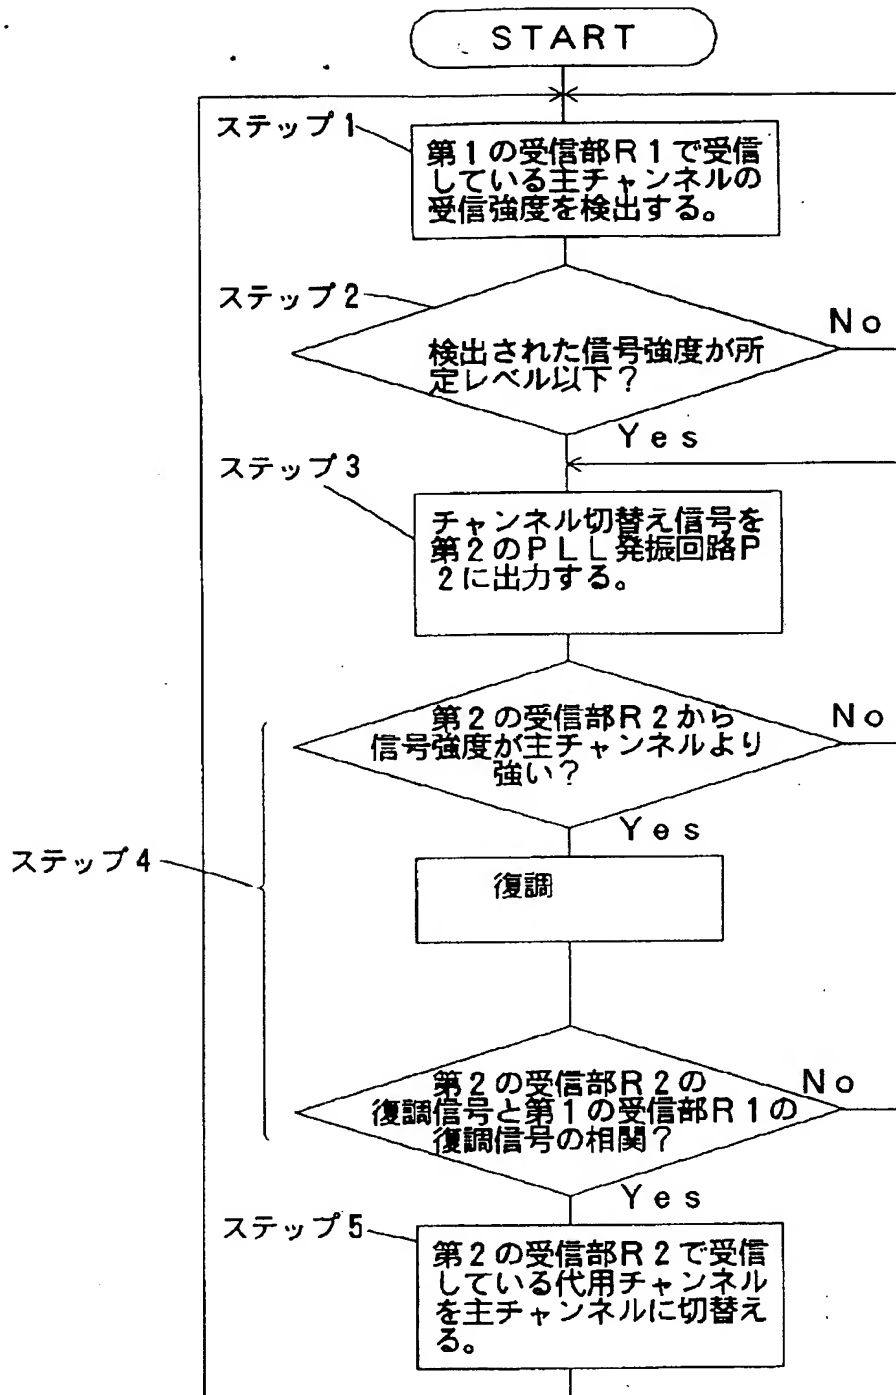 START
ステップ1
第1の受信部R1で受信
している主チャンネルの
受信強度を検出する。
ステップ2
No
検出された信号強度が所
定レベル以下?
Yes
ステップ3
チャンネル切替え信号を
第2のPLL発振回路P
2に出力する。
第2の受信部R2から
信号強度が主チャンネルより
強い?
No
Yes
ステップ4
復調
第2の受信部R2の
復調信号と第1の受信部R1の
復調信号の相関?
No
Yes
ステップ5
第2の受信部R2で受信
している代用チャンネル
を主チャンネルに切替え
る。